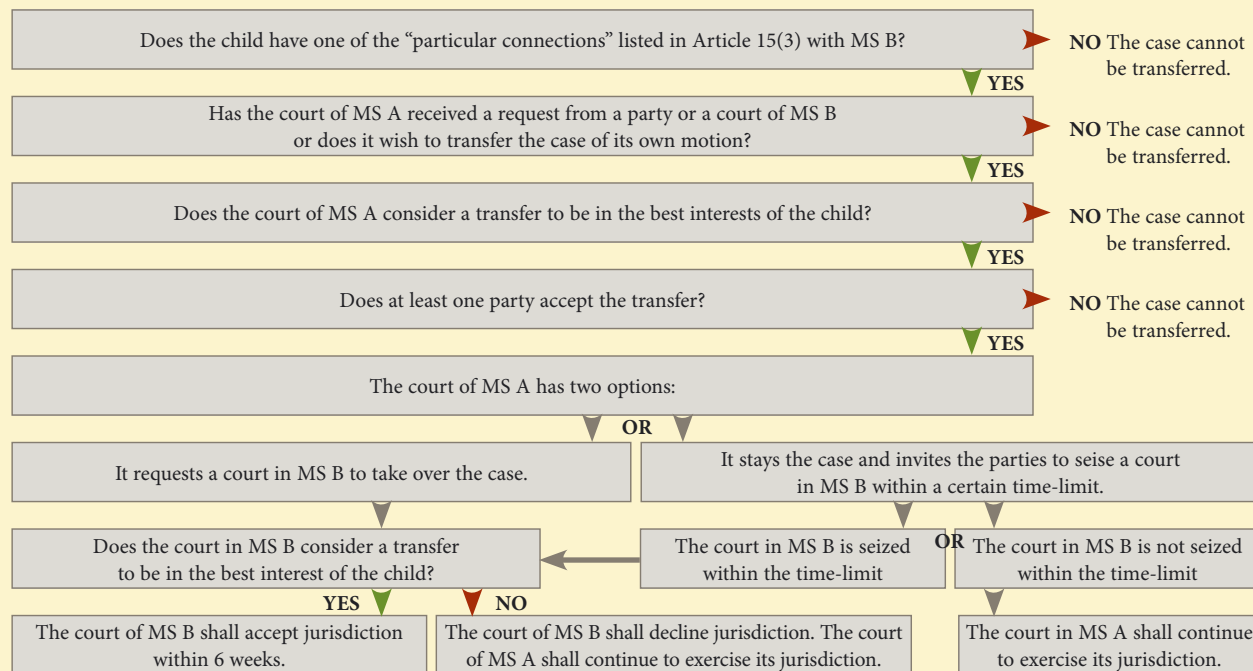 Does the child have one of the “particular connections” listed in Article 15(3) with MS B?
NO The case cannot
be transferred.
YES
Has the court of MS A received a request from a party or a court of MS B
or does it wish to transfer the case of its own motion?
NO The case cannot
be transferred.
YES
Does the court of MS A consider a transfer to be in the best interests of the child?
NO The case cannot
be transferred.
YES
Does at least one party accept the transfer?
NO The case cannot
be transferred.
YES
The court of MS A has two options:
OR
It requests a court in MS B to take over the case.
It stays the case and invites the parties to seise a court
in MS B within a certain time-limit.
Does the court in MS B consider a transfer
to be in the best interest of the child?
The court in MS B is seized
within the time-limit
OR
The court in MS B is not seized
within the time-limit
YES
NO
The court of MS B shall accept jurisdiction
within 6 weeks.
The court of MS B shall decline jurisdiction. The court
of MS A shall continue to exercise its jurisdiction.
The court in MS A shall continue
to exercise its jurisdiction.